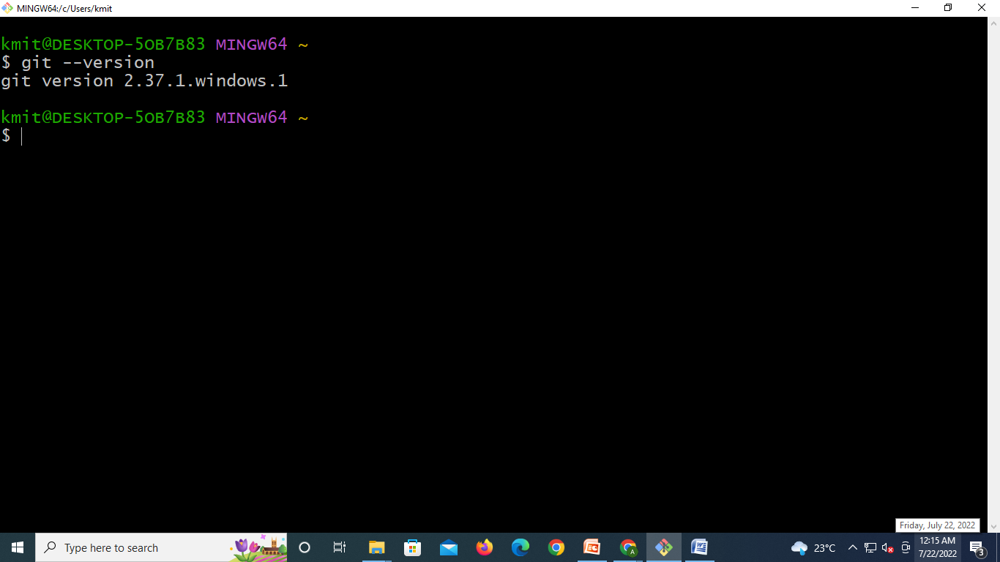 MINGW64:/c/Users/kmit
kmit@DESKTOP-5OB7B83 MINGW64 ~
$ git --version
git version 2.37.1.windows.1
kmit@DESKTOP-5OB7B83 MINGW64 ~
$
Friday, July 22, 2022
Type here to search
23°C
12:15 AM
7/22/2022
3